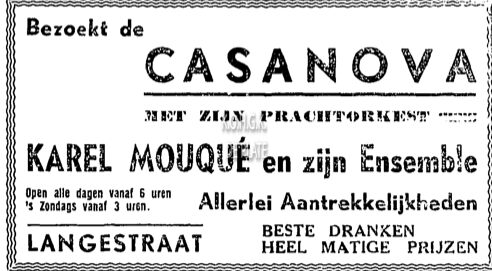 Bezoekt de
CASANOVA
MET ZIJN PRACHTORKEST
KAREL MOUQUÉ en zijn Ensemble
Open alle dagen vanaf 6 uren
's Zondags vanaf 3 uren.
Allerlei Aantrekkelijkheden
LANGESTRAAT
BESTE DRANKEN
HEEL MATIGE PRIJZEN